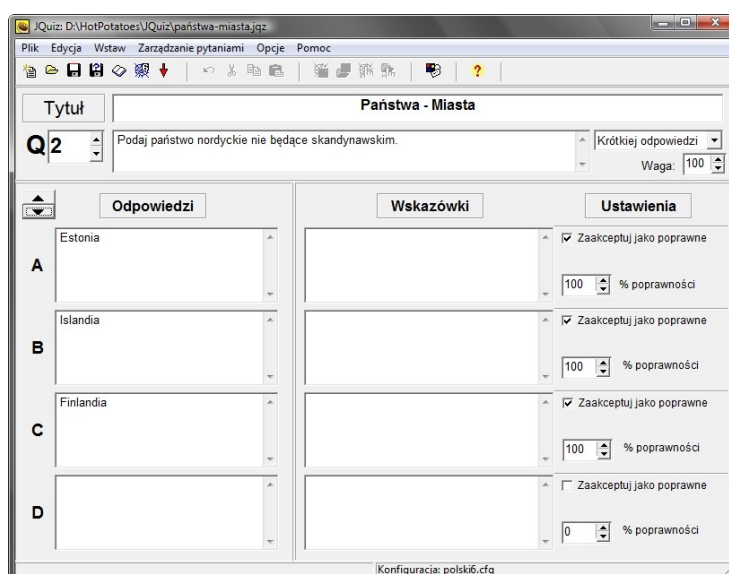 JQuiz: D:\HotPotatoes\JQuiz\państwa-miasta.jqz
Plik Edycja Wstaw Zarządzanie pytaniami Opcje Pomoc
Tytuł Państwa - Miasta
Q 2 Podaj państwo nordyckie nie będące skandynawskim. Krótkiej odpowiedzi
Waga: 100
Odpowiedzi Wskazówki Ustawienia
A Estonia Zaakceptuj jako poprawne
100 % poprawności
B Islandia Zaakceptuj jako poprawne
100 % poprawności
C Finlandia Zaakceptuj jako poprawne
100 % poprawności
D Zaakceptuj jako poprawne
0 % poprawności
Konfiguracja: polski6.cfg